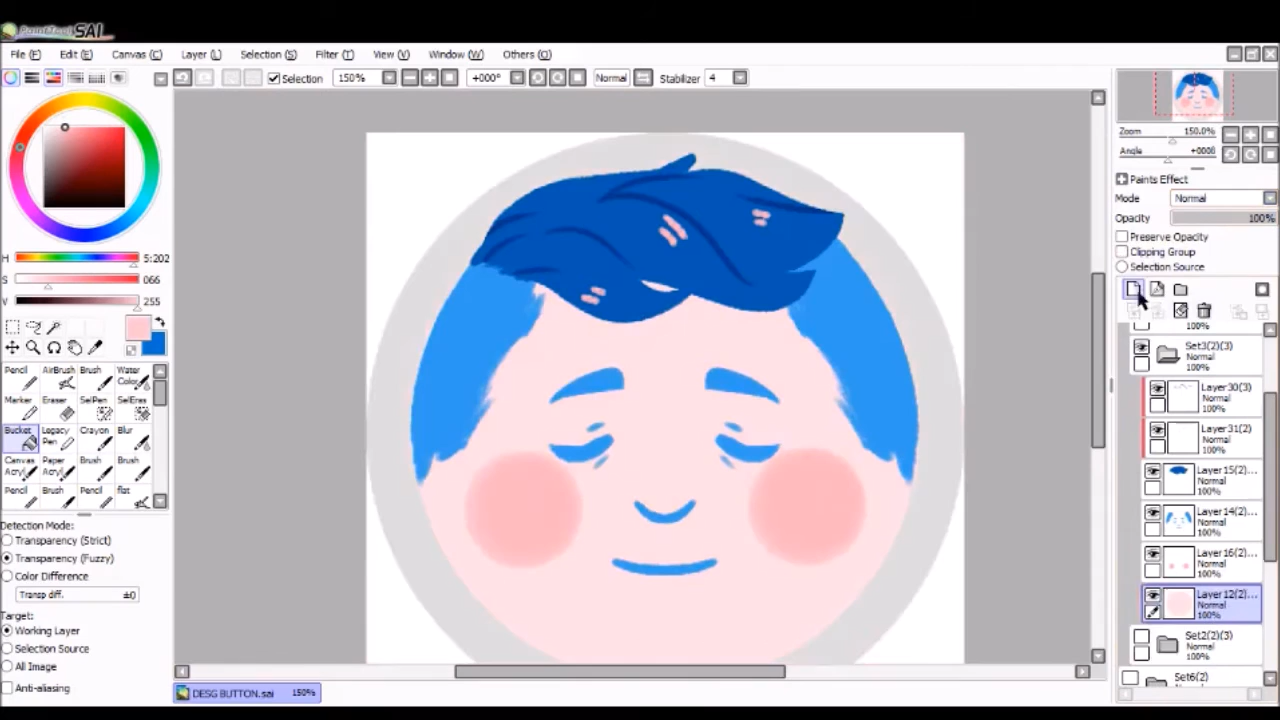 PaintTool SAI
File (F) Edit (E) Canvas (C) Layer (L) Selection (S) Filter (T) View (V) Window (W) Others (O)
Selection 150% +000° Normal Stabilizer 4
Zoom 150.0%
Angle +000θ
Paints Effect
Mode Normal
Opacity 100%
Preserve Opacity
Clipping Group
Selection Source
H 5:202
S 066
V 255
Pencil AirBrush Brush Water Color
Marker Eraser SelPen SelEras
Bucket Legacy Pen Crayon Blur
Canvas Acryl Paper Acryl Brush Brush
Pencil Brush Pencil flat
Detection Mode:
Transparency (Strict)
Transparency (Fuzzy)
Color Difference
Transp diff. ±0
Target:
Working Layer
Selection Source
All Image
Anti-aliasing
100%
Set3(2)(3)
Normal
100%
Layer30(3)
Normal
100%
Layer31(2)
Normal
100%
Layer15(2)...
Normal
100%
Layer14(2)...
Normal
100%
Layer16(2)...
Normal
100%
Layer12(2)...
Normal
100%
Set2(2)(3)
Normal
100%
Set6(2)
DESG BUTTON.sai 150%